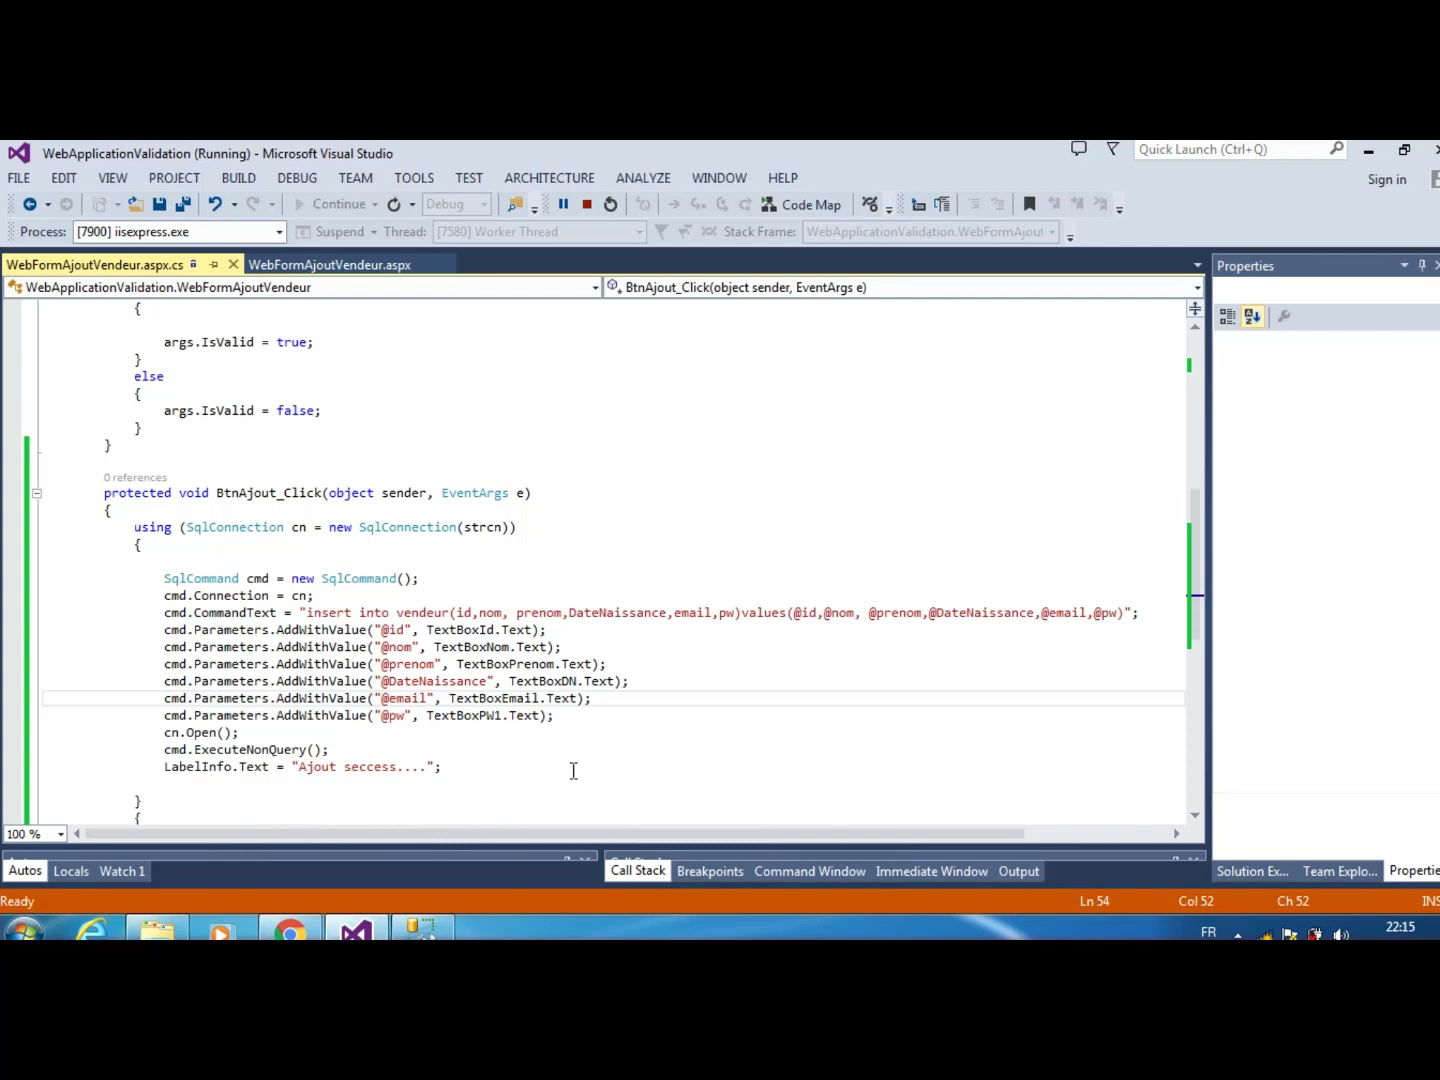 WebApplicationValidation (Running) - Microsoft Visual Studio
Quick Launch (Ctrl+Q)
FILE EDIT VIEW PROJECT BUILD DEBUG TEAM TOOLS TEST ARCHITECTURE ANALYZE WINDOW HELP
Sign in
Continue Debug Code Map
Process: [7900] iisexpress.exe Suspend Thread: [7580] Worker Thread Stack Frame: WebApplicationValidation.WebFormAjout
WebFormAjoutVendeur.aspx.cs WebFormAjoutVendeur.aspx
Properties
WebApplicationValidation.WebFormAjoutVendeur BtnAjout_Click(object sender, EventArgs e)
{
args.IsValid = true;
}
else
{
args.IsValid = false;
}
}
0 references
protected void BtnAjout_Click(object sender, EventArgs e)
{
using (SqlConnection cn = new SqlConnection(strcn))
{
SqlCommand cmd = new SqlCommand();
cmd.Connection = cn;
cmd.CommandText = "insert into vendeur(id,nom, prenom,DateNaissance,email,pw)values(@id,@nom, @prenom,@DateNaissance,@email,@pw)";
cmd.Parameters.AddWithValue("@id", TextBoxId.Text);
cmd.Parameters.AddWithValue("@nom", TextBoxNom.Text);
cmd.Parameters.AddWithValue("@prenom", TextBoxPrenom.Text);
cmd.Parameters.AddWithValue("@DateNaissance", TextBoxDN.Text);
cmd.Parameters.AddWithValue("@email", TextBoxEmail.Text);
cmd.Parameters.AddWithValue("@pw", TextBoxPW1.Text);
cn.Open();
cmd.ExecuteNonQuery();
LabelInfo.Text = "Ajout seccess....";
}
{
100 %
Autos Locals Watch 1 Call Stack Breakpoints Command Window Immediate Window Output Solution Ex... Team Explo... Propertie
Ready Ln 54 Col 52 Ch 52 INS
FR 22:15